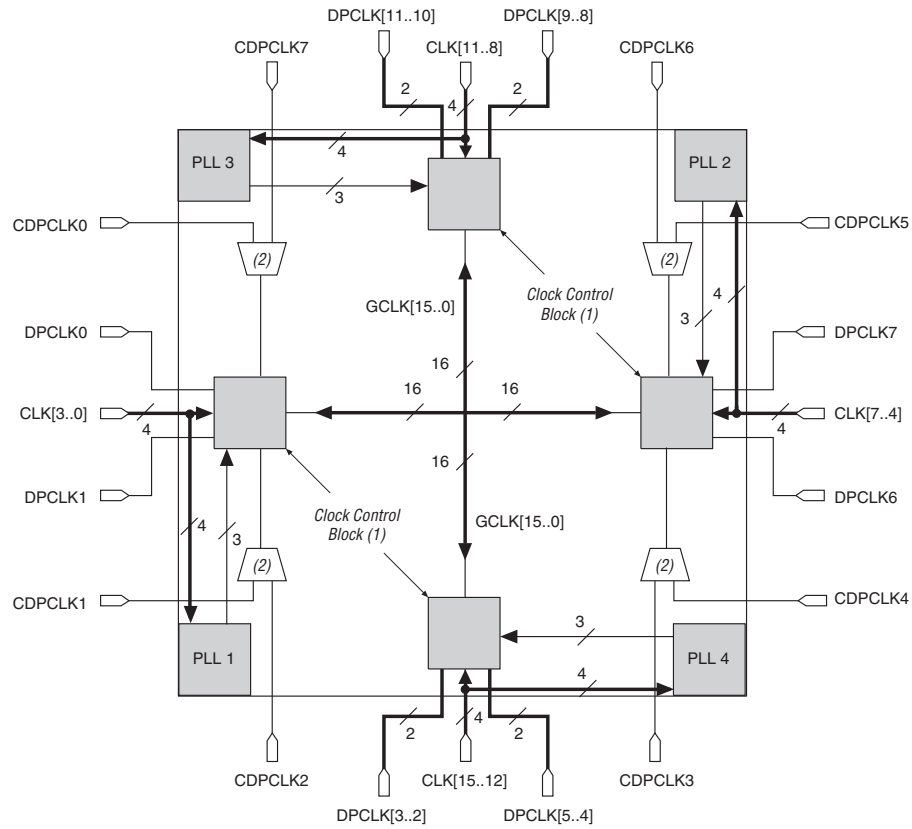 DPCLK[11..10]
DPCLK[9..8]
CDPCLK7
CLK[11..8]
CDPCLK6
2
4
2
PLL 3
4
PLL 2
3
CDPCLK0
CDPCLK5
(2)
(2)
Clock Control
Block (1)
GCLK[15..0]
4
3
DPCLK0
DPCLK7
16
CLK[3..0]
4
16
16
4
CLK[7..4]
16
DPCLK1
DPCLK6
Clock Control
Block (1)
GCLK[15..0]
4
3
(2)
(2)
CDPCLK1
CDPCLK4
3
PLL 1
PLL 4
4
2
4
2
CDPCLK2
CLK[15..12]
CDPCLK3
DPCLK[3..2]
DPCLK[5..4]